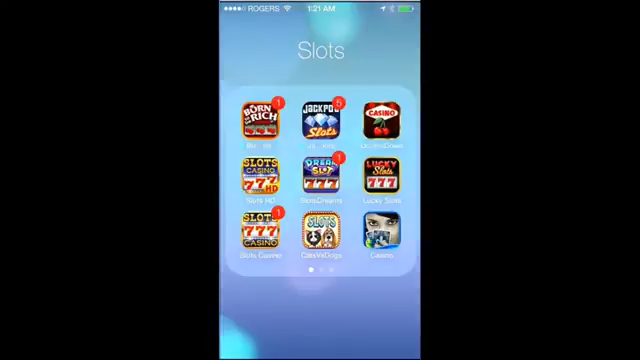 ROGERS 1:21 AM
Slots
1
5
BORN
RICH
JACKPOT
Slots
CASINO
1
SLOTS
CASINO
777
HD
DREAM
SLOT
777
LUCKY
Slots
777
Slots HD
SlotsDreams
Lucky Slots
1
SLOTS
777
CASINO
SLOTS
Slots Casino
CatsVsDogs
Casino